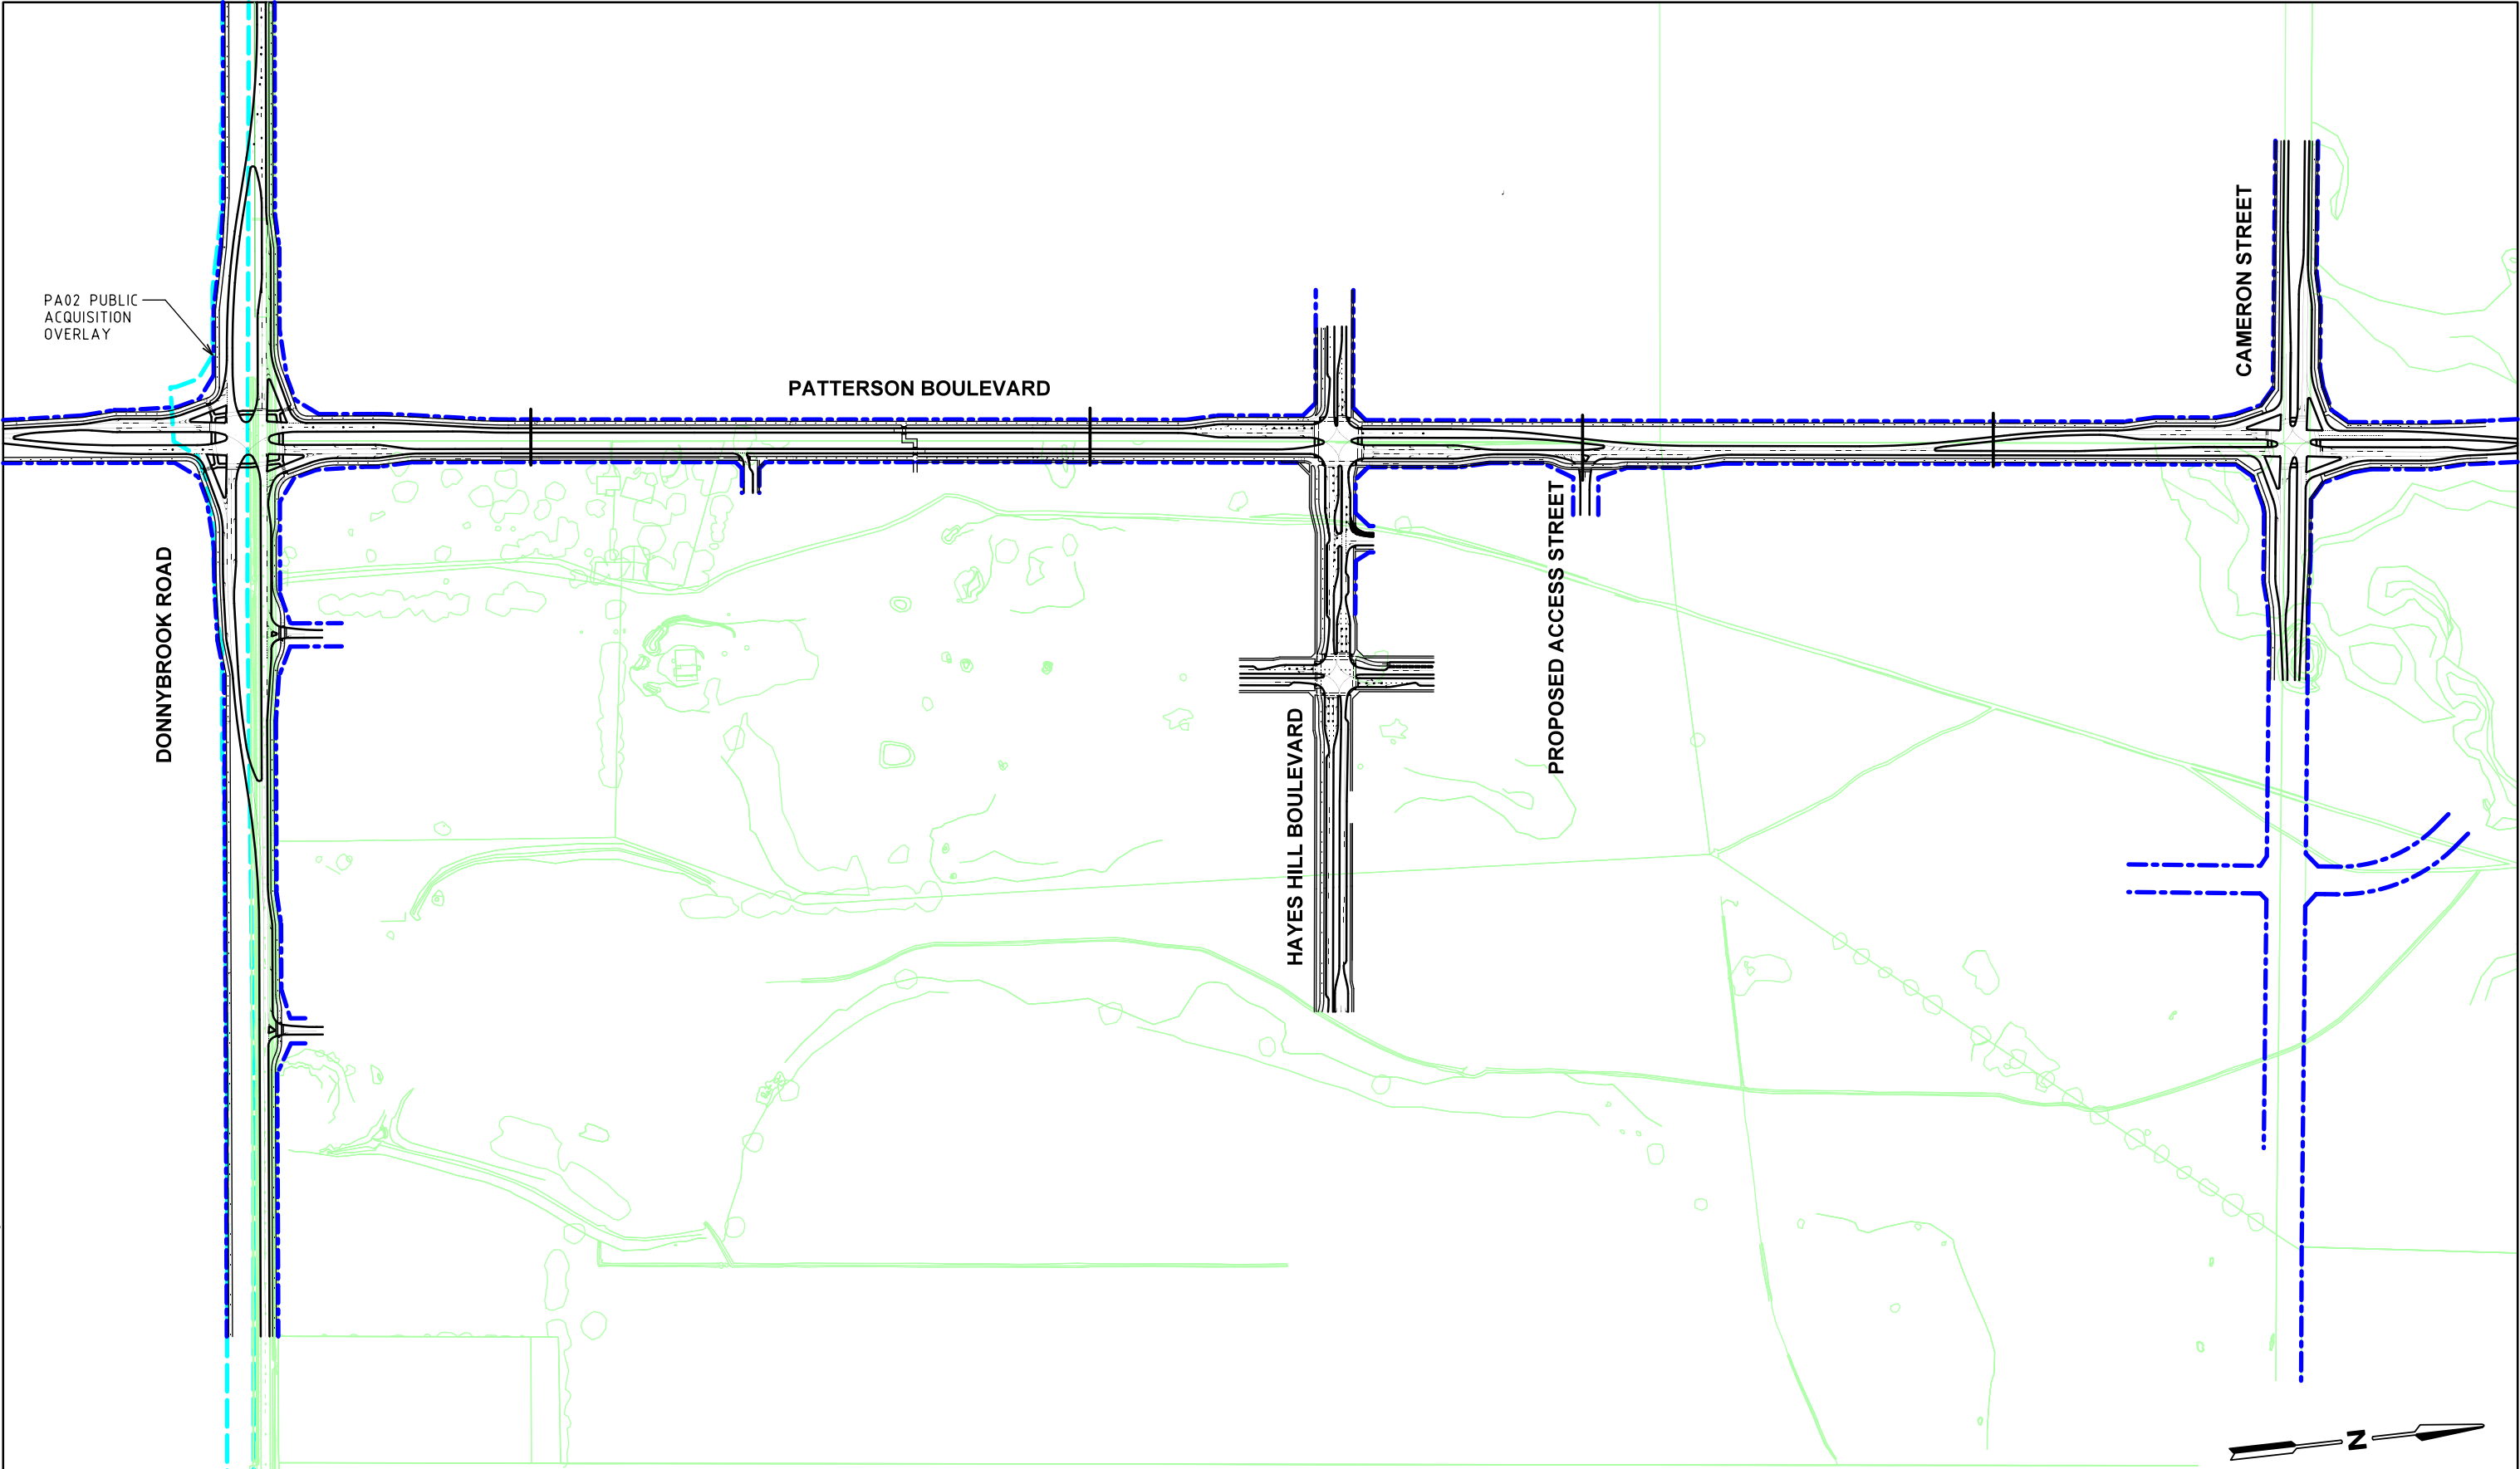 PA02 PUBLIC
ACQUISITION
OVERLAY
PATTERSON BOULEVARD
CAMERON STREET
DONNYBROOK ROAD
PROPOSED ACCESS STREET
HAYES HILL BOULEVARD
N